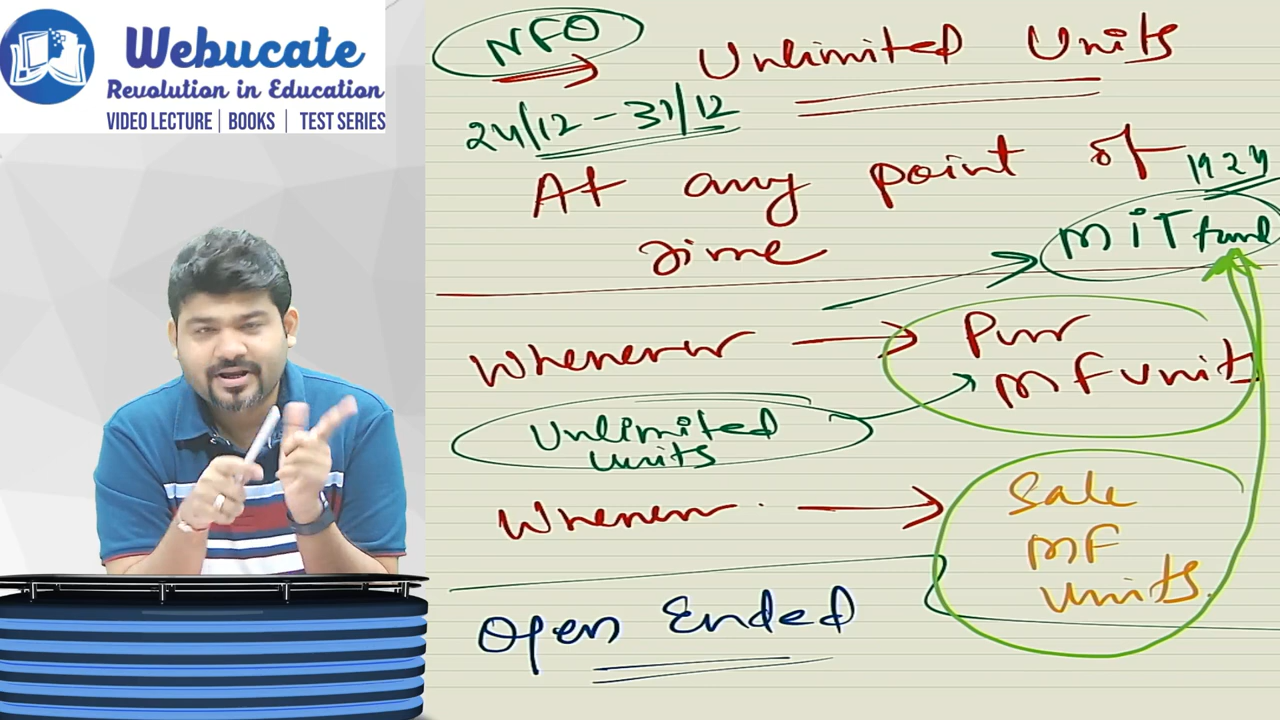 Webucate
Revolution in Education
VIDEO LECTURE | BOOKS | TEST SERIES
NFO → Unlimited Units
24/12 - 31/12
At any point of
Time
1924
MIT fund
Whenever → Purr
MF units
Unlimited
Units
Whenever → Sale
MF
Units
Open Ended